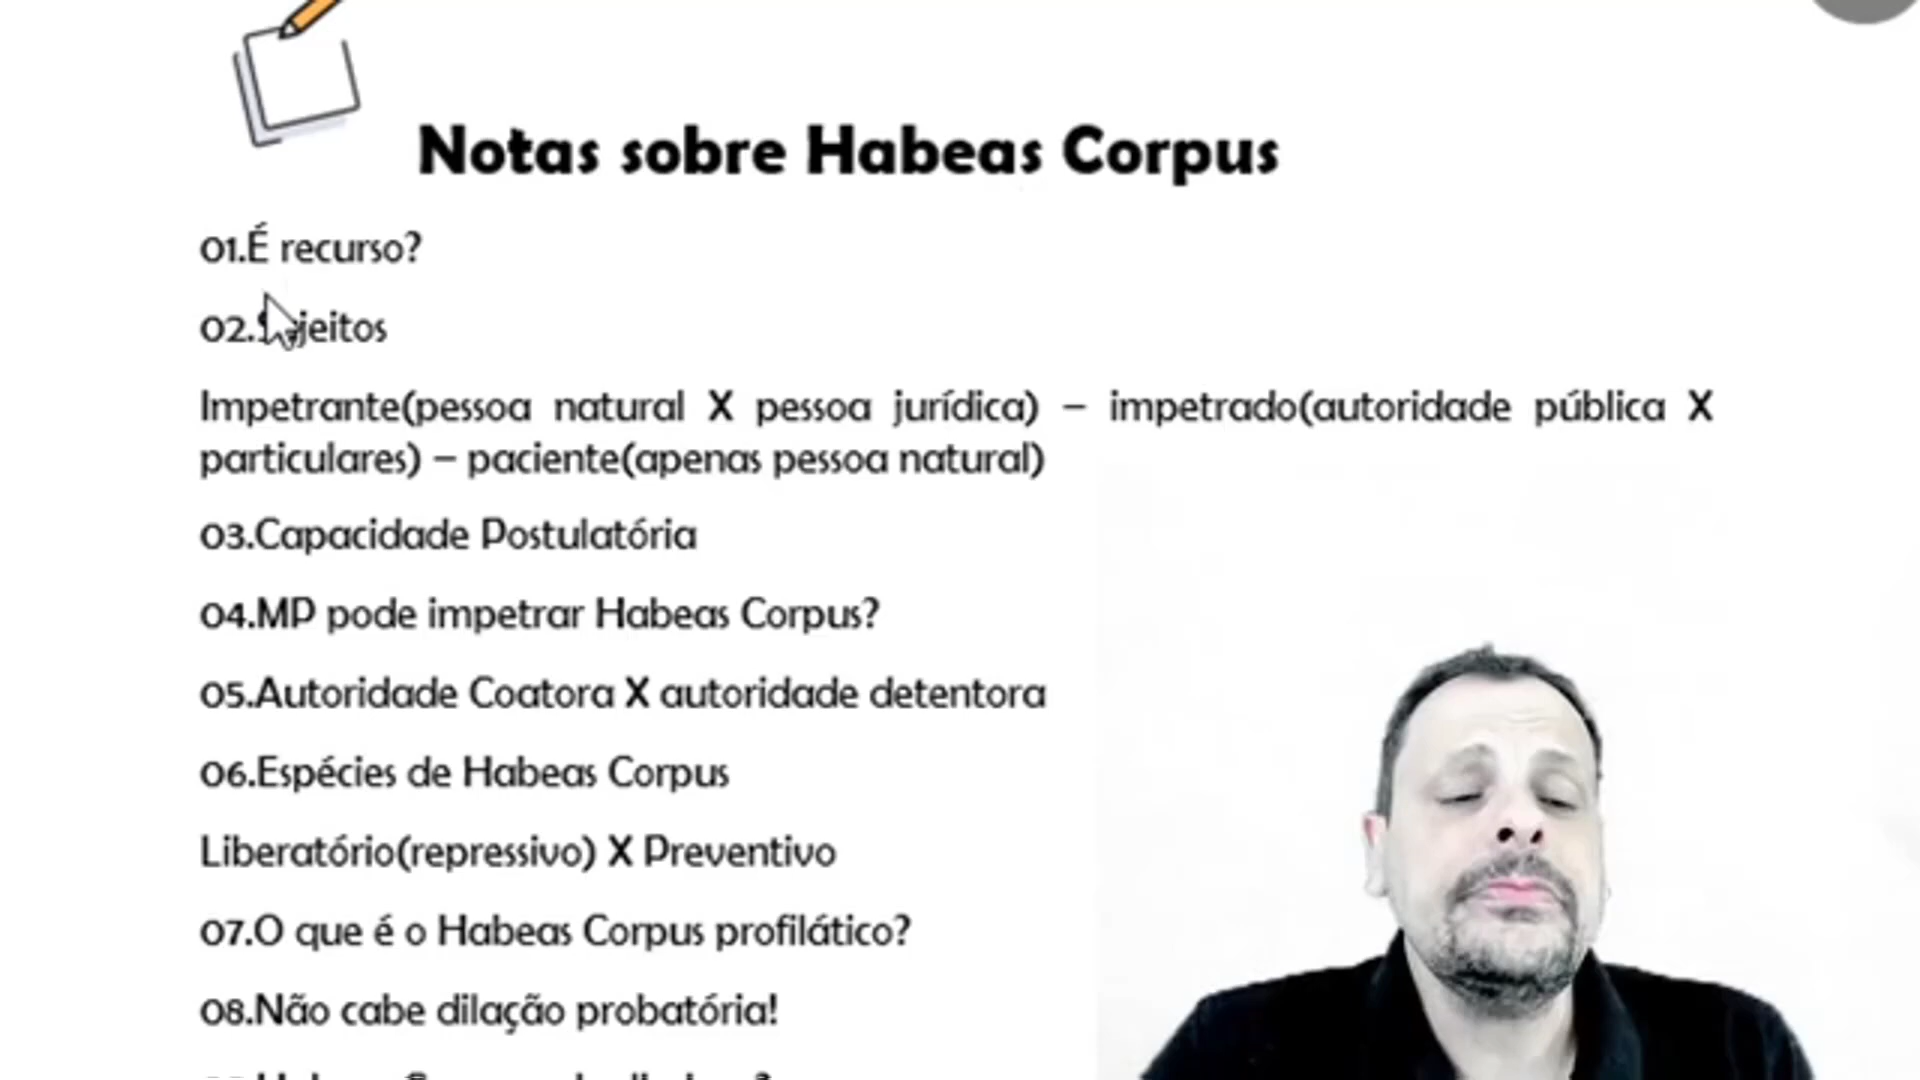 Notas sobre Habeas Corpus
01.É recurso?
02.Sujeitos
Impetrante(pessoa natural X pessoa jurídica) – impetrado(autoridade pública X
particulares) – paciente(apenas pessoa natural)
03.Capacidade Postulatória
04.MP pode impetrar Habeas Corpus?
05.Autoridade Coatora X autoridade detentora
06.Espécies de Habeas Corpus
Liberatório(repressivo) X Preventivo
07.O que é o Habeas Corpus profilático?
08.Não cabe dilação probatória!